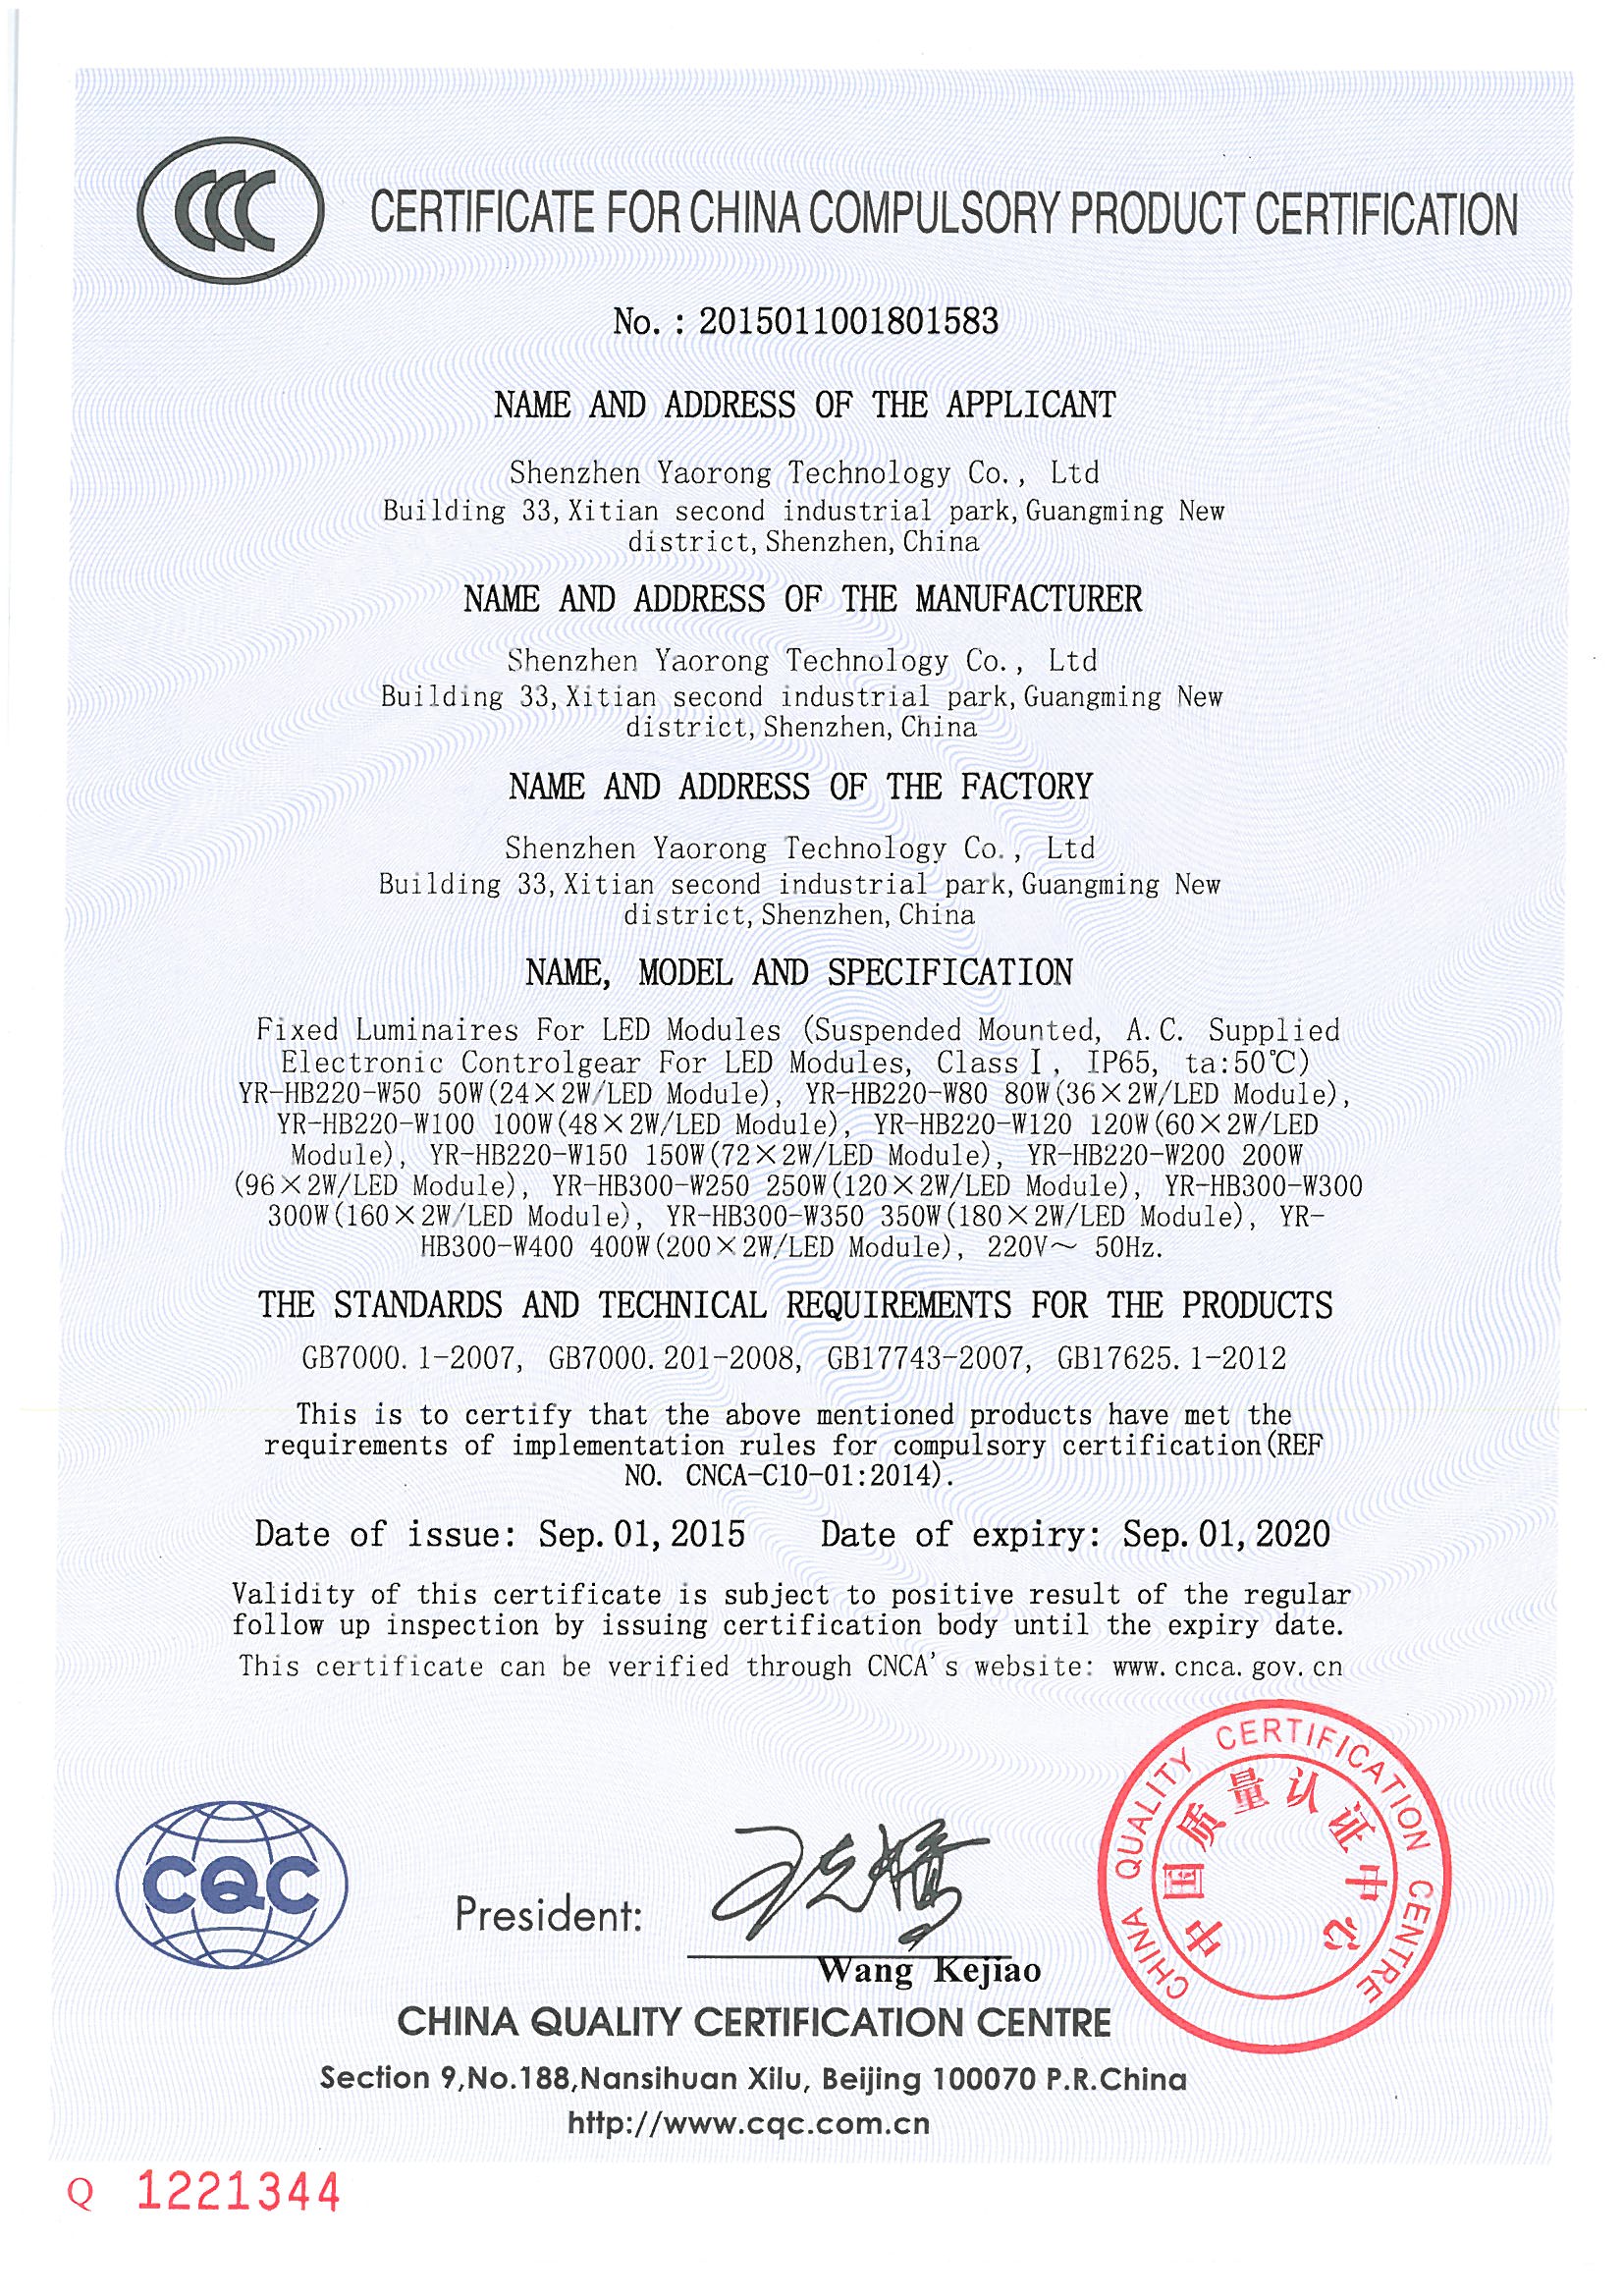 CCC
CERTIFICATE FOR CHINA COMPULSORY PRODUCT CERTIFICATION
No. : 2015011001801583
NAME AND ADDRESS OF THE APPLICANT
Shenzhen Yaorong Technology Co., Ltd
Building 33, Xitian second industrial park, Guangming New
district, Shenzhen, China
NAME AND ADDRESS OF THE MANUFACTURER
Shenzhen Yaorong Technology Co., Ltd
Building 33, Xitian second industrial park, Guangming New
district, Shenzhen, China
NAME AND ADDRESS OF THE FACTORY
Shenzhen Yaorong Technology Co., Ltd
Building 33, Xitian second industrial park, Guangming New
district, Shenzhen, China
NAME, MODEL AND SPECIFICATION
Fixed Luminaires For LED Modules (Suspended Mounted, A.C. Supplied
Electronic Controlgear For LED Modules, Class Ⅰ, IP65, ta:50℃)
YR-HB220-W50 50W(24×2W/LED Module), YR-HB220-W80 80W(36×2W/LED Module),
YR-HB220-W100 100W(48×2W/LED Module), YR-HB220-W120 120W(60×2W/LED
Module), YR-HB220-W150 150W(72×2W/LED Module), YR-HB220-W200 200W
(96×2W/LED Module), YR-HB300-W250 250W(120×2W/LED Module), YR-HB300-W300
300W(160×2W/LED Module), YR-HB300-W350 350W(180×2W/LED Module), YR-
HB300-W400 400W(200×2W/LED Module), 220V～ 50Hz.
THE STANDARDS AND TECHNICAL REQUIREMENTS FOR THE PRODUCTS
GB7000.1-2007, GB7000.201-2008, GB17743-2007, GB17625.1-2012
This is to certify that the above mentioned products have met the
requirements of implementation rules for compulsory certification(REF
NO. CNCA-C10-01:2014).
Date of issue: Sep.01,2015 Date of expiry: Sep.01,2020
Validity of this certificate is subject to positive result of the regular
follow up inspection by issuing certification body until the expiry date.
This certificate can be verified through CNCA's website: www.cnca.gov.cn
CHINA QUALITY CERTIFICATION CENTRE
中国质量认证中心
CQC
President:
Wang Kejiao
CHINA QUALITY CERTIFICATION CENTRE
Section 9,No.188,Nansihuan Xilu, Beijing 100070 P.R.China
http://www.cqc.com.cn
Q 1221344